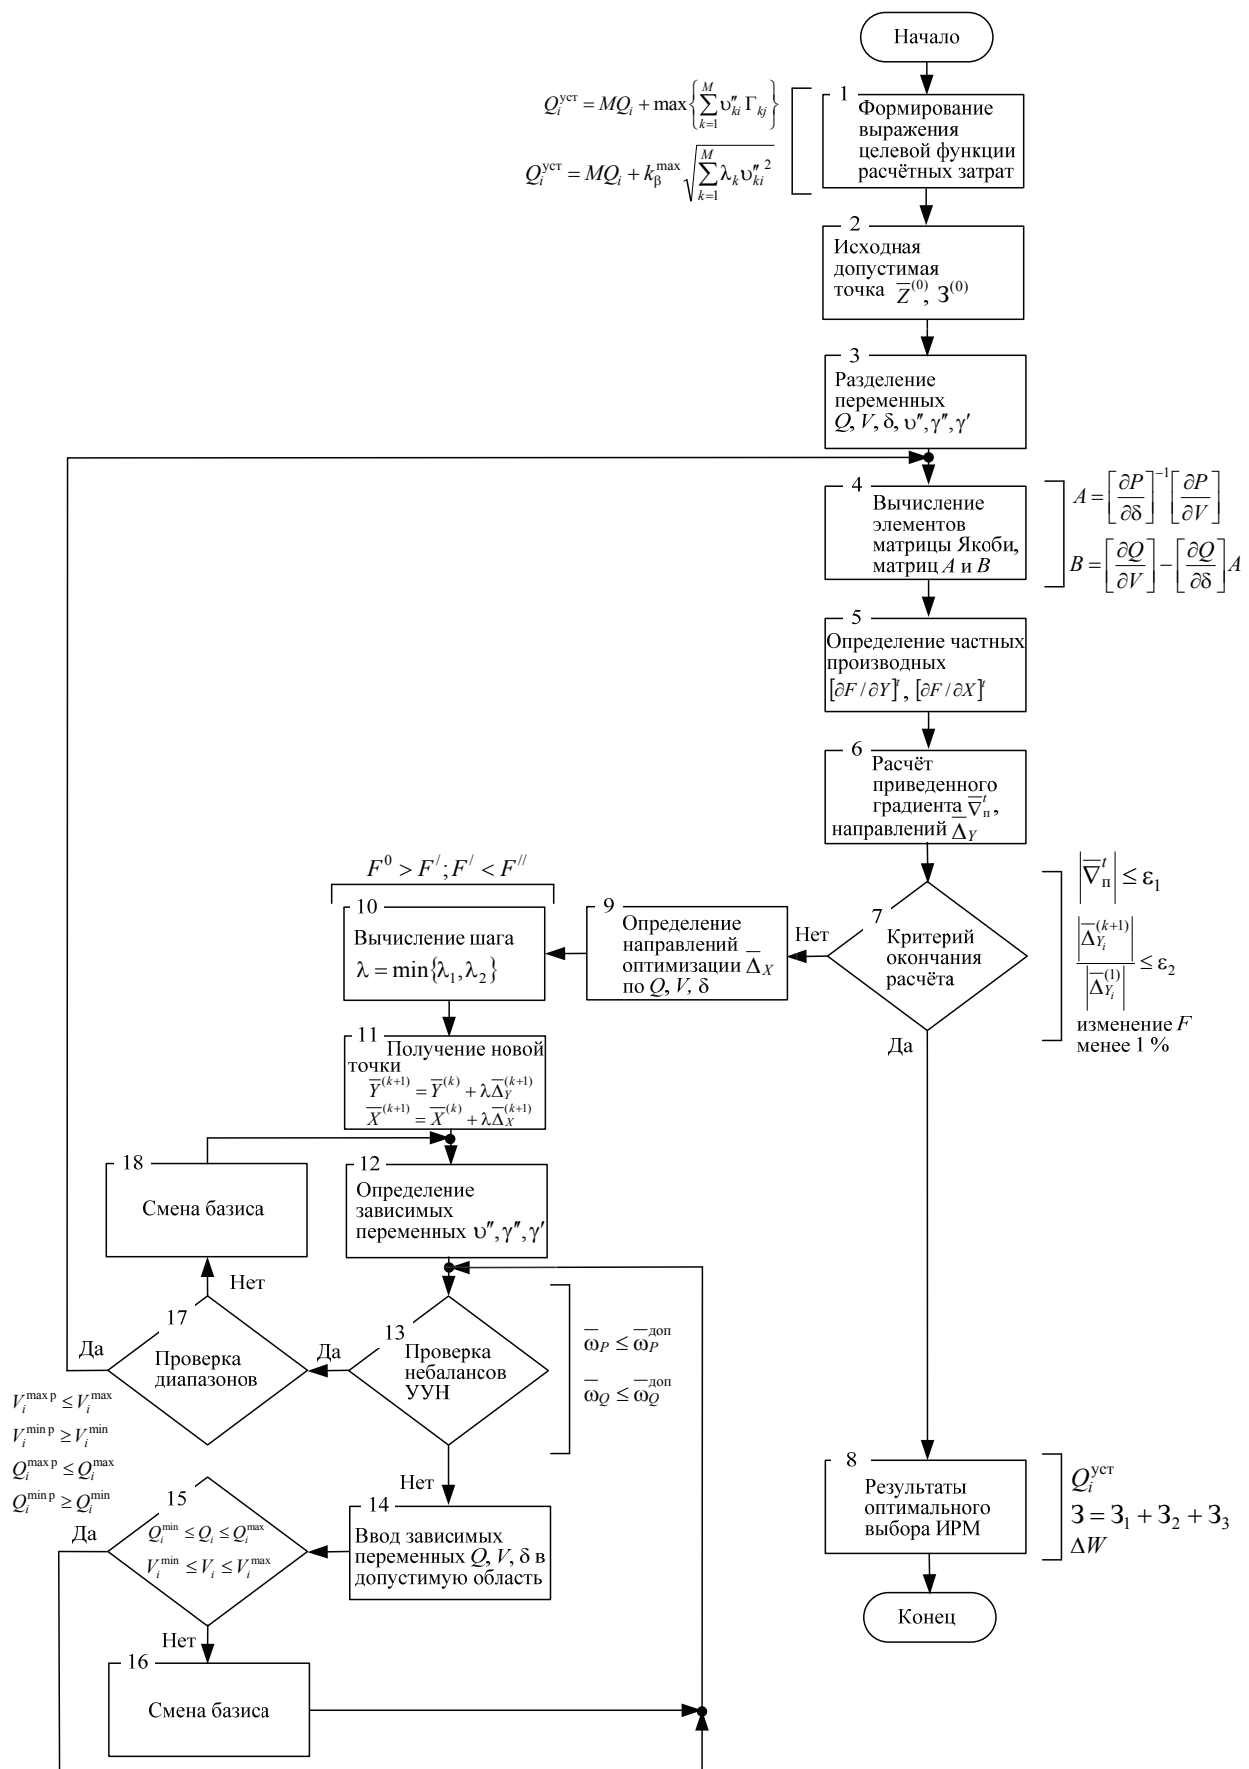 Начало
Q_i^уст = MQ_i + max{∑_{k=1}^{M} υ″_{ki} Γ_{kj}}
Q_i^уст = MQ_i + k_β^max √(∑_{k=1}^{M} λ_k υ″_{ki}²)
1
Формирование
выражения
целевой функции
расчётных затрат
2
Исходная
допустимая
точка Z̅^(0), З^(0)
3
Разделение
переменных
Q, V, δ, υ″, γ″, γ′
4
Вычисление
элементов
матрицы Якоби,
матриц A и B
A = [∂P/∂δ]^−1 [∂P/∂V]
B = [∂Q/∂V] − [∂Q/∂δ] A
5
Определение частных
производных
[∂F/∂Y]^t, [∂F/∂X]^t
6
Расчёт
приведенного
градиента ∇̅_п^t,
направлений Δ̅_Y
7
Критерий
окончания
расчёта
Нет
Да
|∇̅_п^t| ≤ ε_1
|Δ̅_{Y_i}^(k+1)| / |Δ̅_{Y_i}^(1)| ≤ ε_2
изменение F
менее 1 %
9
Определение
направлений
оптимизации Δ̅_X
по Q, V, δ
F^0 > F^/; F^/ < F^//
10
Вычисление шага
λ = min{λ_1, λ_2}
11
Получение новой
точки
Y̅^(k+1) = Y̅^(k) + λΔ̅_Y^(k+1)
X̅^(k+1) = X̅^(k) + λΔ̅_X^(k+1)
18
Смена базиса
12
Определение
зависимых
переменных υ″, γ″, γ′
Нет
17
Проверка
диапазонов
Да
Да
13
Проверка
небалансов
УУН
ω̅_P ≤ ω̅_P^доп
ω̅_Q ≤ ω̅_Q^доп
V_i^max р ≤ V_i^max
V_i^min р ≥ V_i^min
Q_i^max р ≤ Q_i^max
Q_i^min р ≥ Q_i^min
Нет
15
Q_i^min ≤ Q_i ≤ Q_i^max
V_i^min ≤ V_i ≤ V_i^max
Да
Нет
14
Ввод зависимых
переменных Q, V, δ в
допустимую область
16
Смена базиса
8
Результаты
оптимального
выбора ИРМ
Q_i^уст
З = З_1 + З_2 + З_3
ΔW
Конец